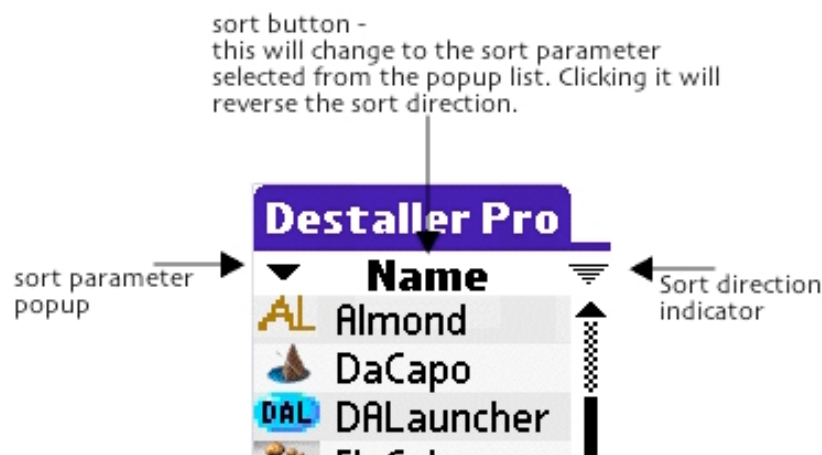 sort button -
this will change to the sort parameter
selected from the popup list. Clicking it will
reverse the sort direction.
Destaller Pro
sort parameter
popup
Name
Sort direction
indicator
AL Almond
DaCapo
DAL DALauncher